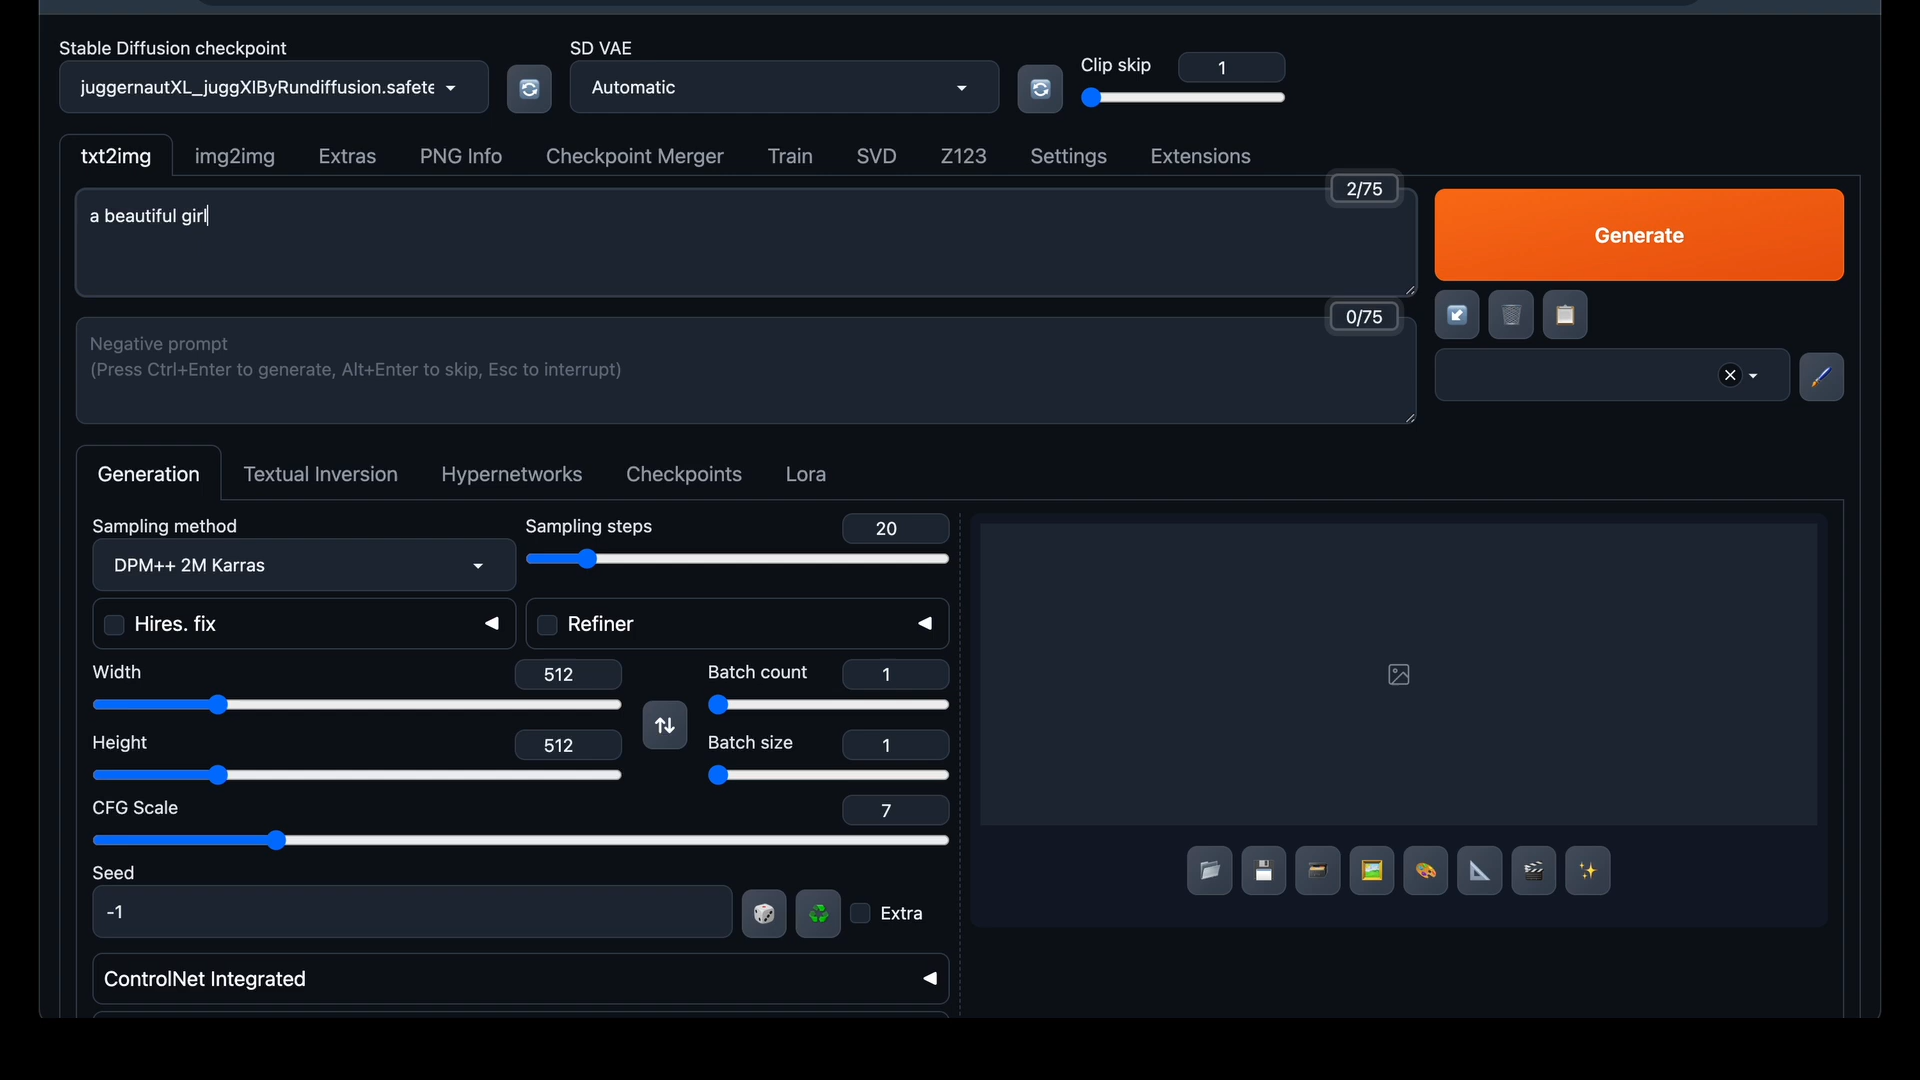 Stable Diffusion checkpoint
juggernautXL_juggXIByRundiffusion.safete
SD VAE
Automatic
Clip skip
1
txt2img
img2img
Extras
PNG Info
Checkpoint Merger
Train
SVD
Z123
Settings
Extensions
2/75
a beautiful girl
Generate
0/75
Negative prompt
(Press Ctrl+Enter to generate, Alt+Enter to skip, Esc to interrupt)
Generation
Textual Inversion
Hypernetworks
Checkpoints
Lora
Sampling method
DPM++ 2M Karras
Sampling steps
20
Hires. fix
Refiner
Width
512
Batch count
1
Height
512
Batch size
1
CFG Scale
7
Seed
-1
Extra
ControlNet Integrated